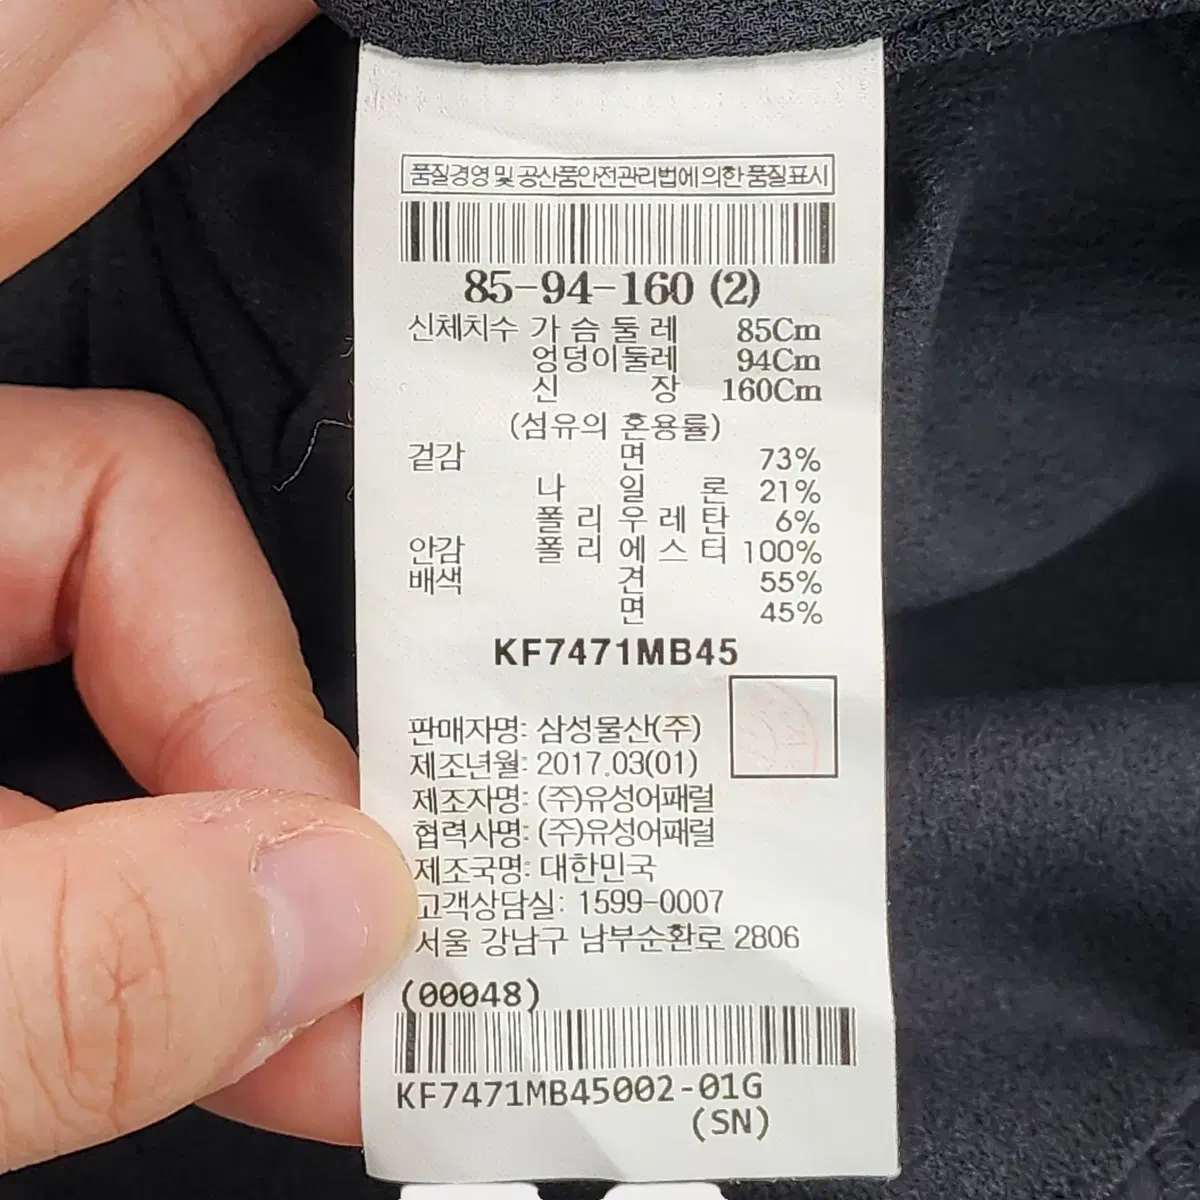 품질경영 및 공산품안전관리법에 의한 품질표시
85-94-160 (2)
신체치수 가 슴 둘 레 85Cm
엉덩이둘레 94Cm
신 장 160Cm
(섬유의 혼용률)
겉감 면 73%
나 일 론 21%
폴 리 우 레 탄 6%
안감 폴 리 에 스 터 100%
배색 견 55%
면 45%
KF7471MB45
판매자명: 삼성물산(주)
제조년월: 2017.03(01)
제조자명: (주)유성어패럴
협력사명: (주)유성어패럴
제조국명: 대한민국
고객상담실: 1599-0007
서울 강남구 남부순환로 2806
(00048)
KF7471MB45002-01G
(SN)